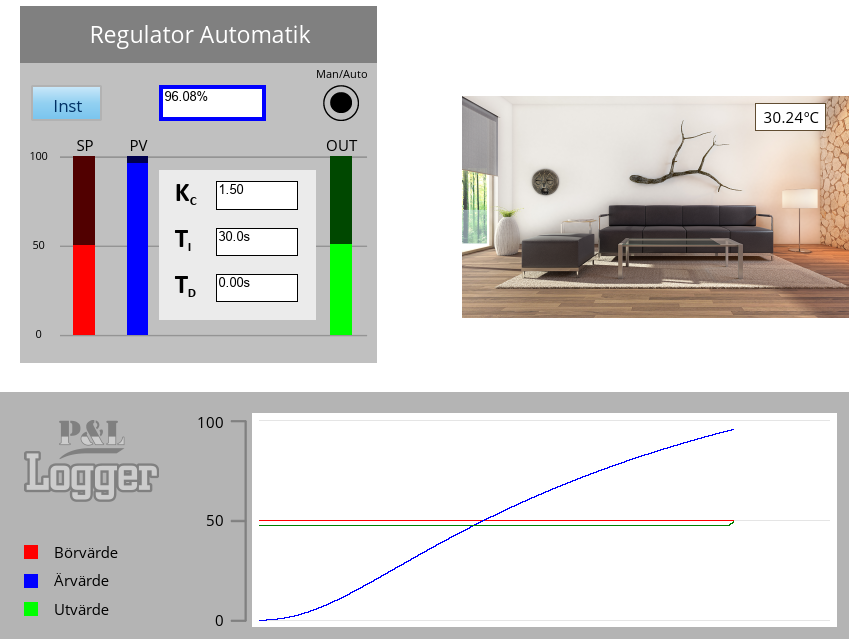 Regulator Automatik
Man/Auto
Inst
96.08%
SP
PV
OUT
100
50
0
K_C
1.50
T_I
30.0s
T_D
0.00s
30.24°C
P&L
Logger
100
50
0
Börvärde
Ärvärde
Utvärde